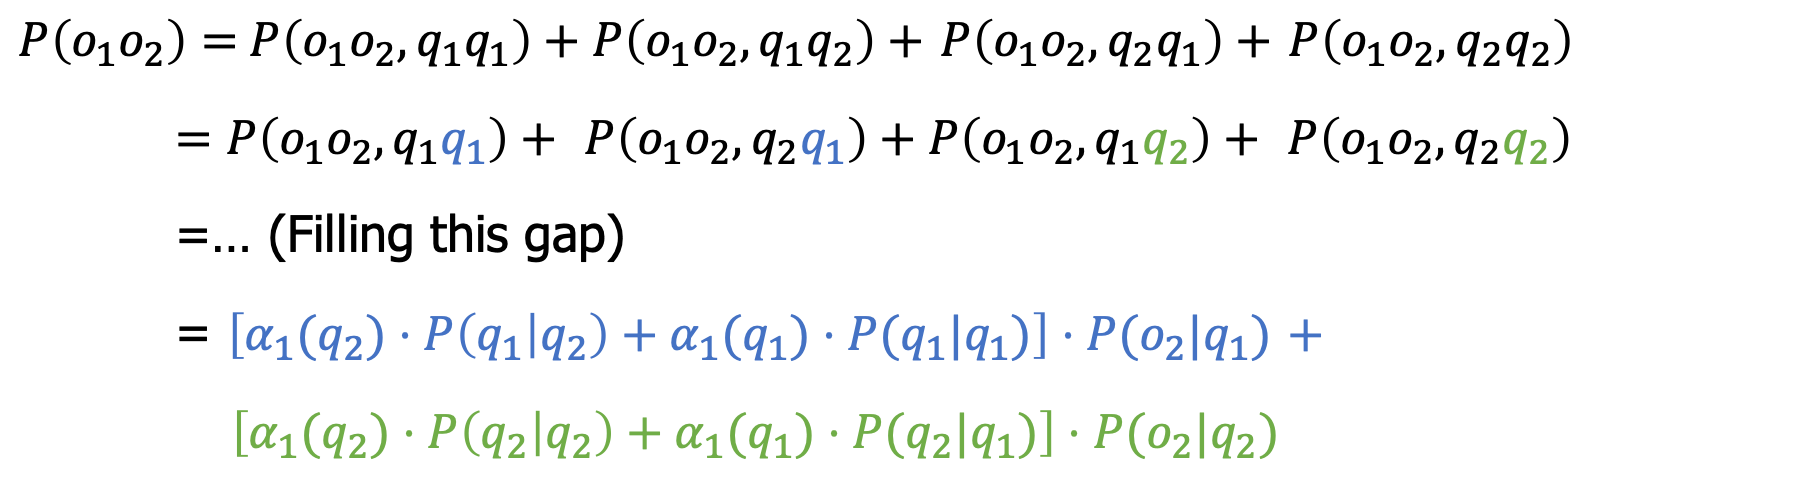 P(o₁o₂) = P(o₁o₂, q₁q₁) + P(o₁o₂, q₁q₂) + P(o₁o₂, q₂q₁) + P(o₁o₂, q₂q₂)
= P(o₁o₂, q₁q₁) + P(o₁o₂, q₂q₁) + P(o₁o₂, q₁q₂) + P(o₁o₂, q₂q₂)
=... (Filling this gap)
= [α₁(q₂) · P(q₁|q₂) + α₁(q₁) · P(q₁|q₁)] · P(o₂|q₁) +
[α₁(q₂) · P(q₂|q₂) + α₁(q₁) · P(q₂|q₁)] · P(o₂|q₂)